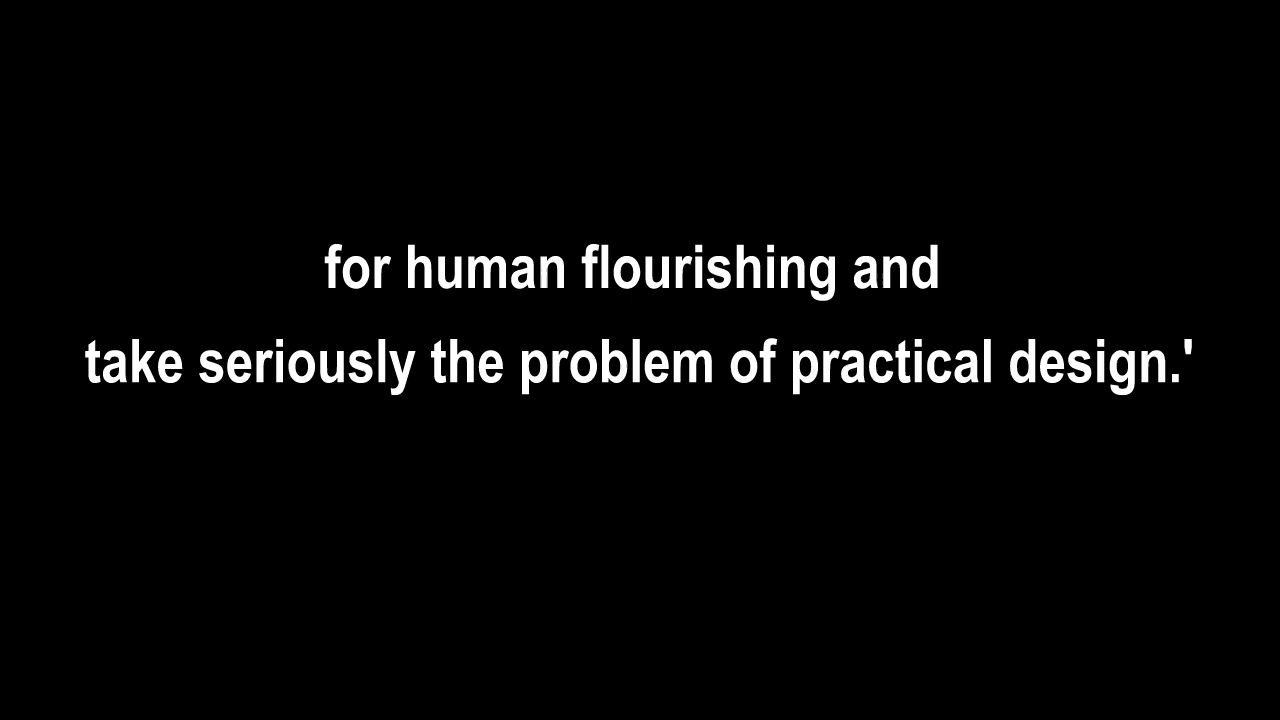 for human flourishing and
take seriously the problem of practical design.'